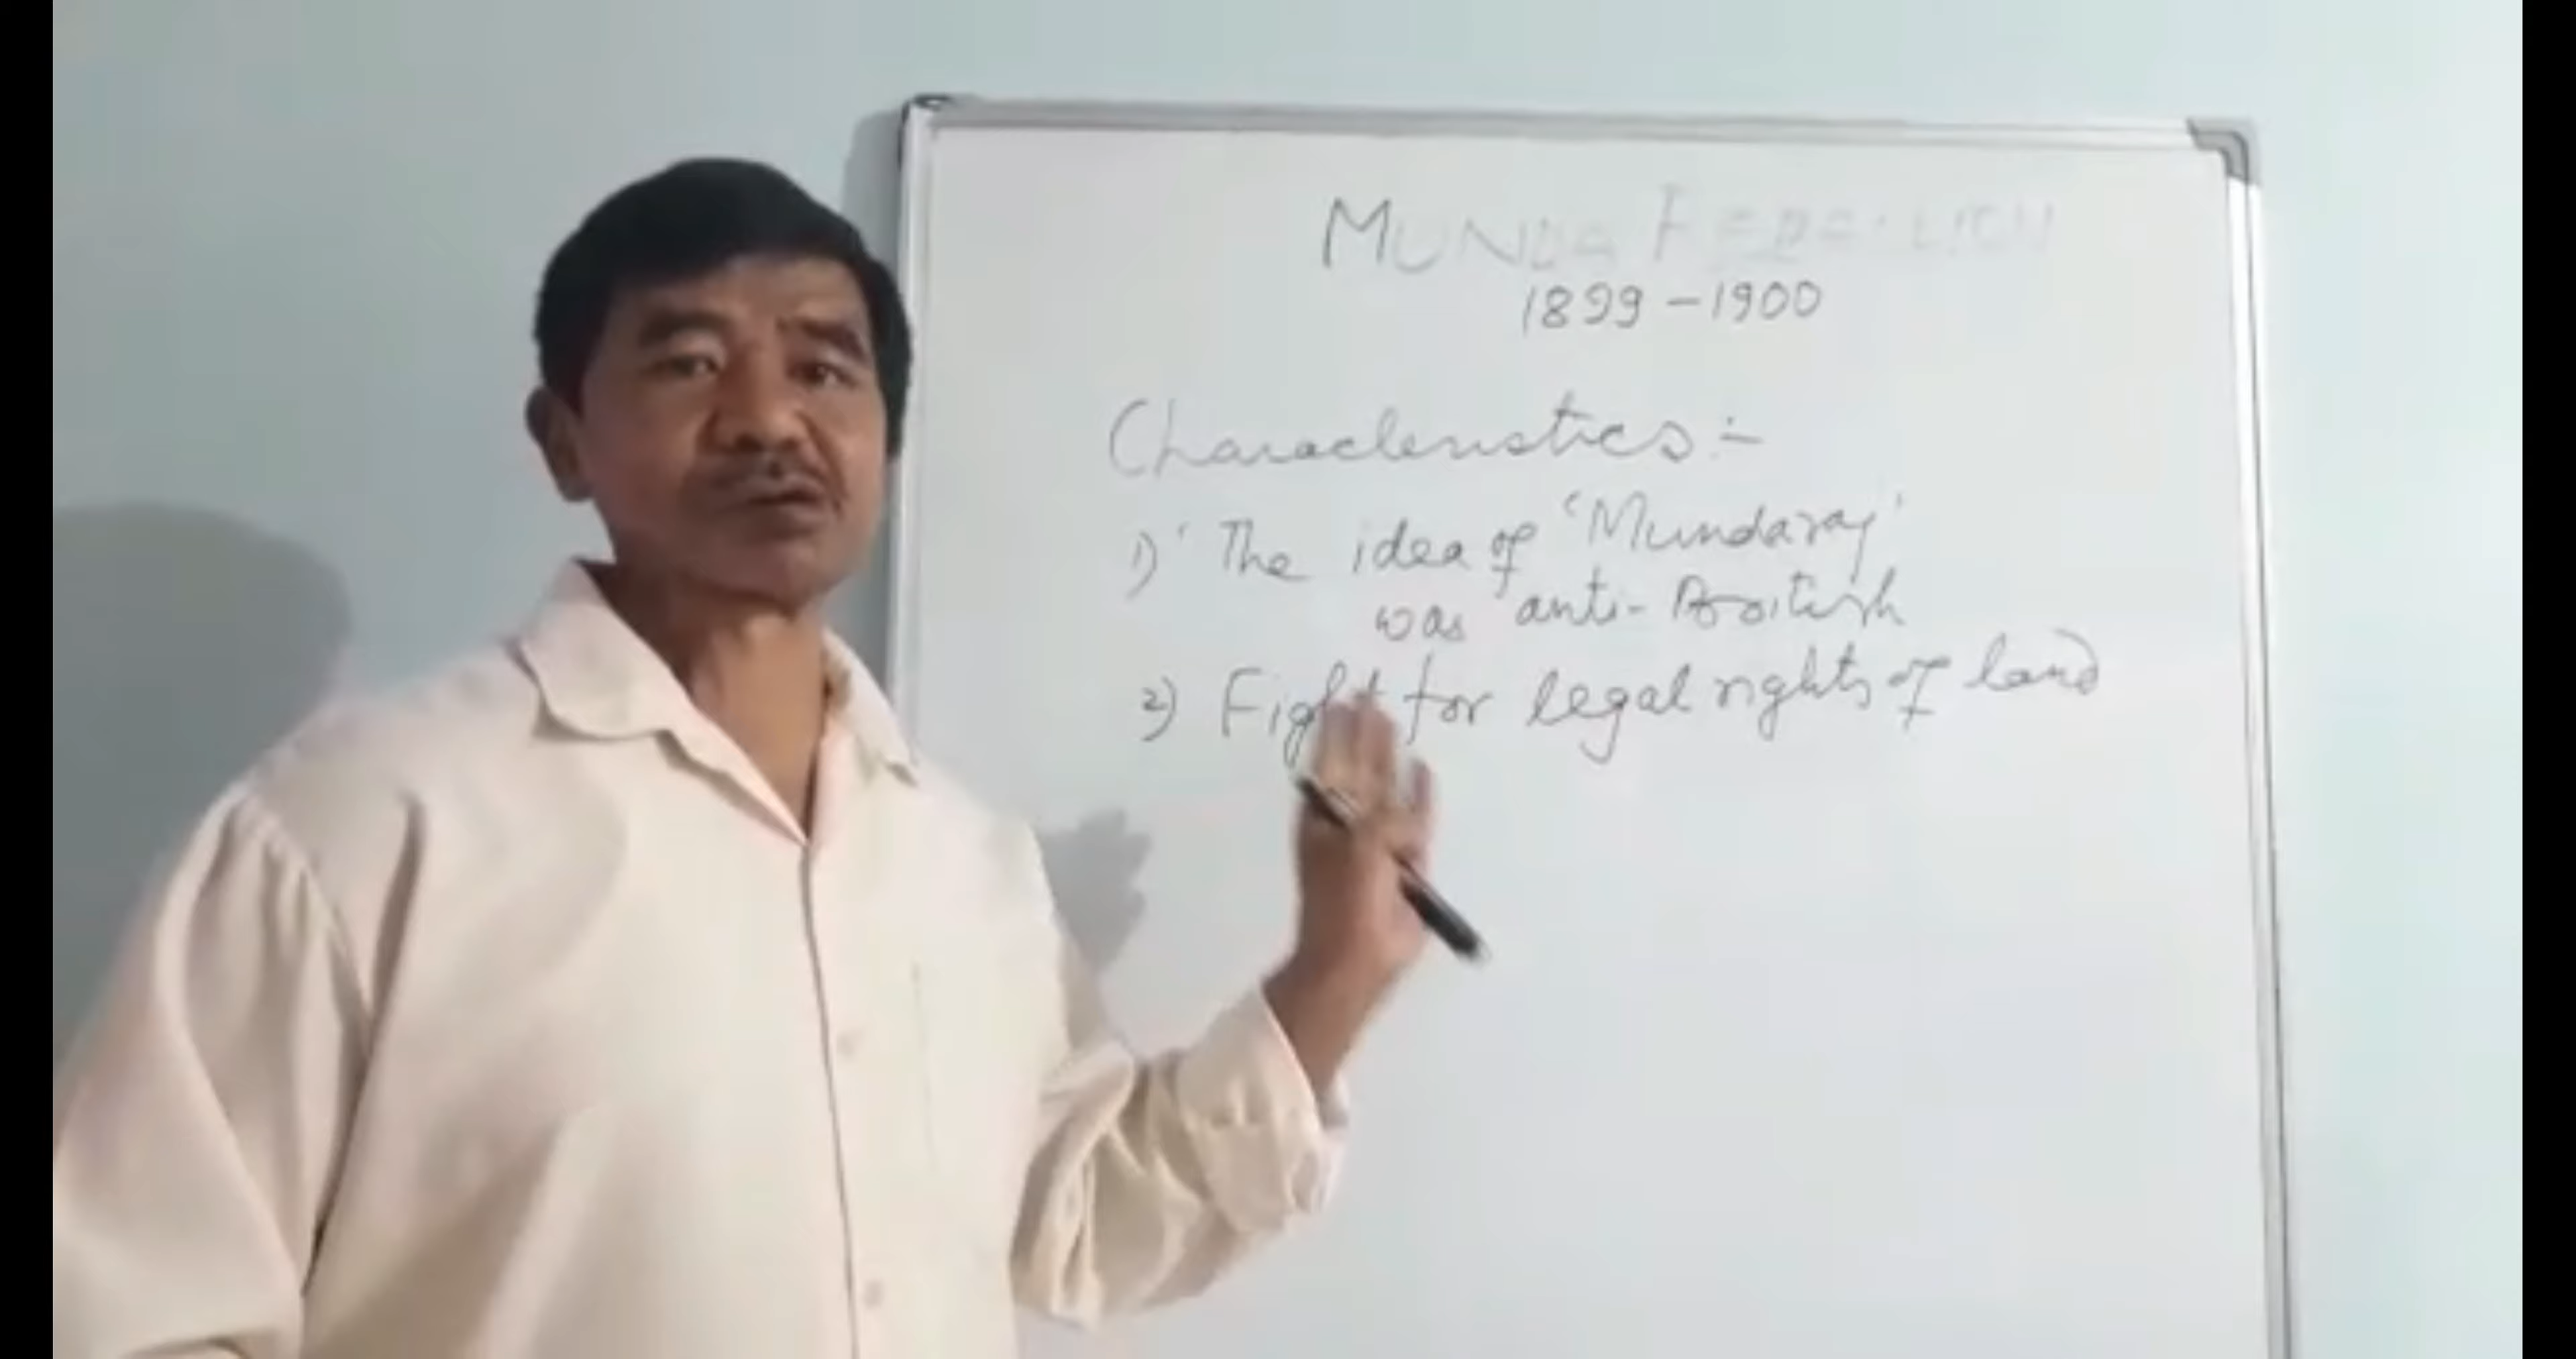 MUNDA REBELLION
1899-1900
Characteristics:-
1) The idea of 'Mundaraj'
was anti-British
2) Fight for legal rights of land